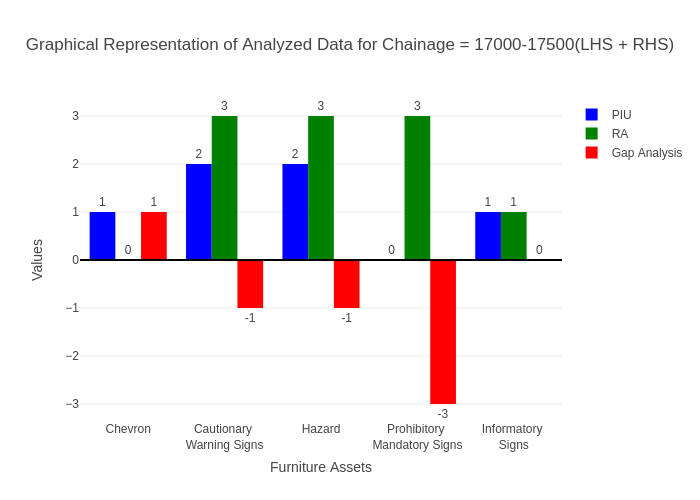 Graphical Representation of Analyzed Data for Chainage = 17000-17500(LHS + RHS)
PIU
RA
Gap Analysis
Values
3
2
1
0
−1
−2
−3
1
0
1
2
3
-1
2
3
-1
0
3
-3
1
1
0
Chevron
Cautionary
Warning Signs
Hazard
Prohibitory
Mandatory Signs
Informatory
Signs
Furniture Assets